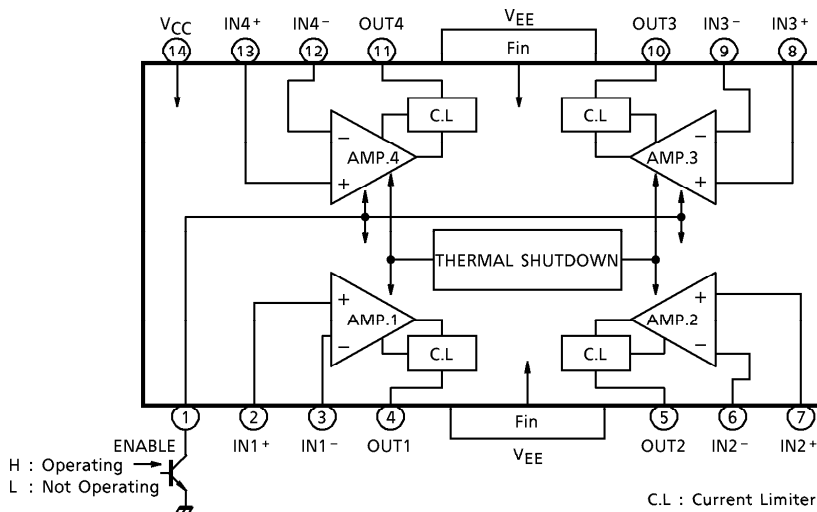 VCC IN4+ IN4− OUT4 VEE OUT3 IN3− IN3+
14 13 12 11 Fin 10 9 8
C.L C.L
− −
AMP.4 AMP.3
+ +
THERMAL SHUTDOWN
+ +
AMP.1 AMP.2
− −
C.L C.L
1 2 3 4 Fin 5 6 7
ENABLE IN1+ IN1− OUT1 VEE OUT2 IN2− IN2+
H : Operating
L : Not Operating
C.L : Current Limiter